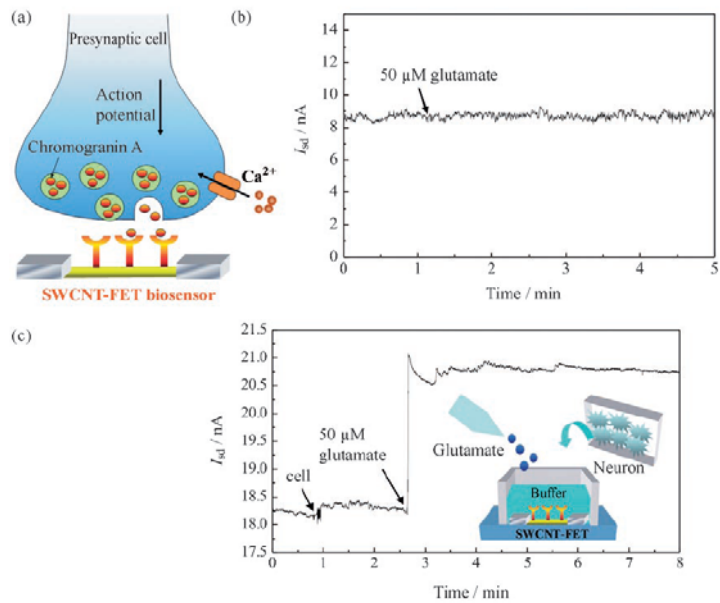 (a)
Presynaptic cell
Action
potential
Chromogranin A
Ca²⁺
SWCNT-FET biosensor
(b)
14
12
10
8
6
4
2
0
50 µM glutamate
I_sd / nA
0 1 2 3 4 5
Time / min
(c)
21.5
21.0
20.5
20.0
19.5
19.0
18.5
18.0
17.5
I_sd / nA
cell
50 µM
glutamate
Glutamate
Neuron
Buffer
SWCNT-FET
0 1 2 3 4 5 6 7 8
Time / min